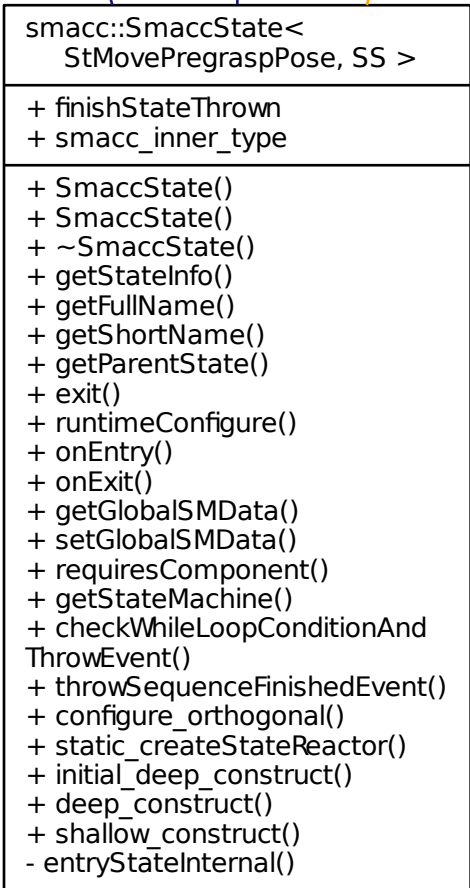 smacc::SmaccState<
StMovePregraspPose, SS >
+ finishStateThrown
+ smacc_inner_type
+ SmaccState()
+ SmaccState()
+ ~SmaccState()
+ getStateInfo()
+ getFullName()
+ getShortName()
+ getParentState()
+ exit()
+ runtimeConfigure()
+ onEntry()
+ onExit()
+ getGlobalSMData()
+ setGlobalSMData()
+ requiresComponent()
+ getStateMachine()
+ checkWhileLoopConditionAnd
ThrowEvent()
+ throwSequenceFinishedEvent()
+ configure_orthogonal()
+ static_createStateReactor()
+ initial_deep_construct()
+ deep_construct()
+ shallow_construct()
- entryStateInternal()